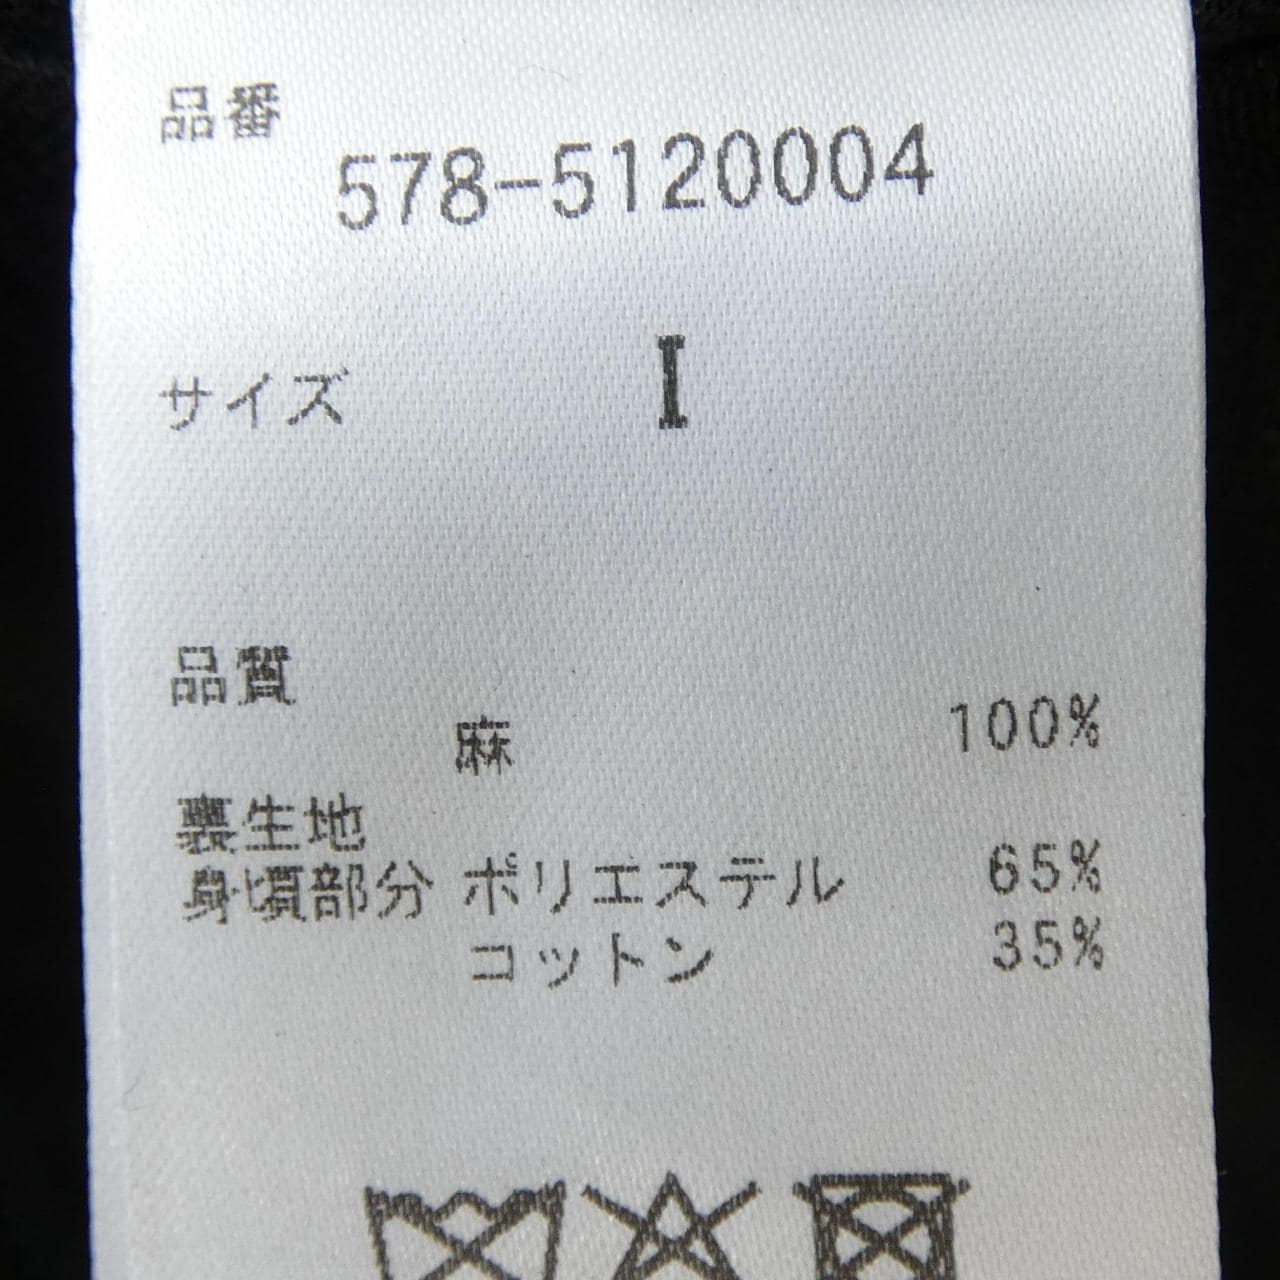 品番
578-5120004
サイズ I
品質
麻 100%
裏生地
身頃部分 ポリエステル 65%
コットン 35%